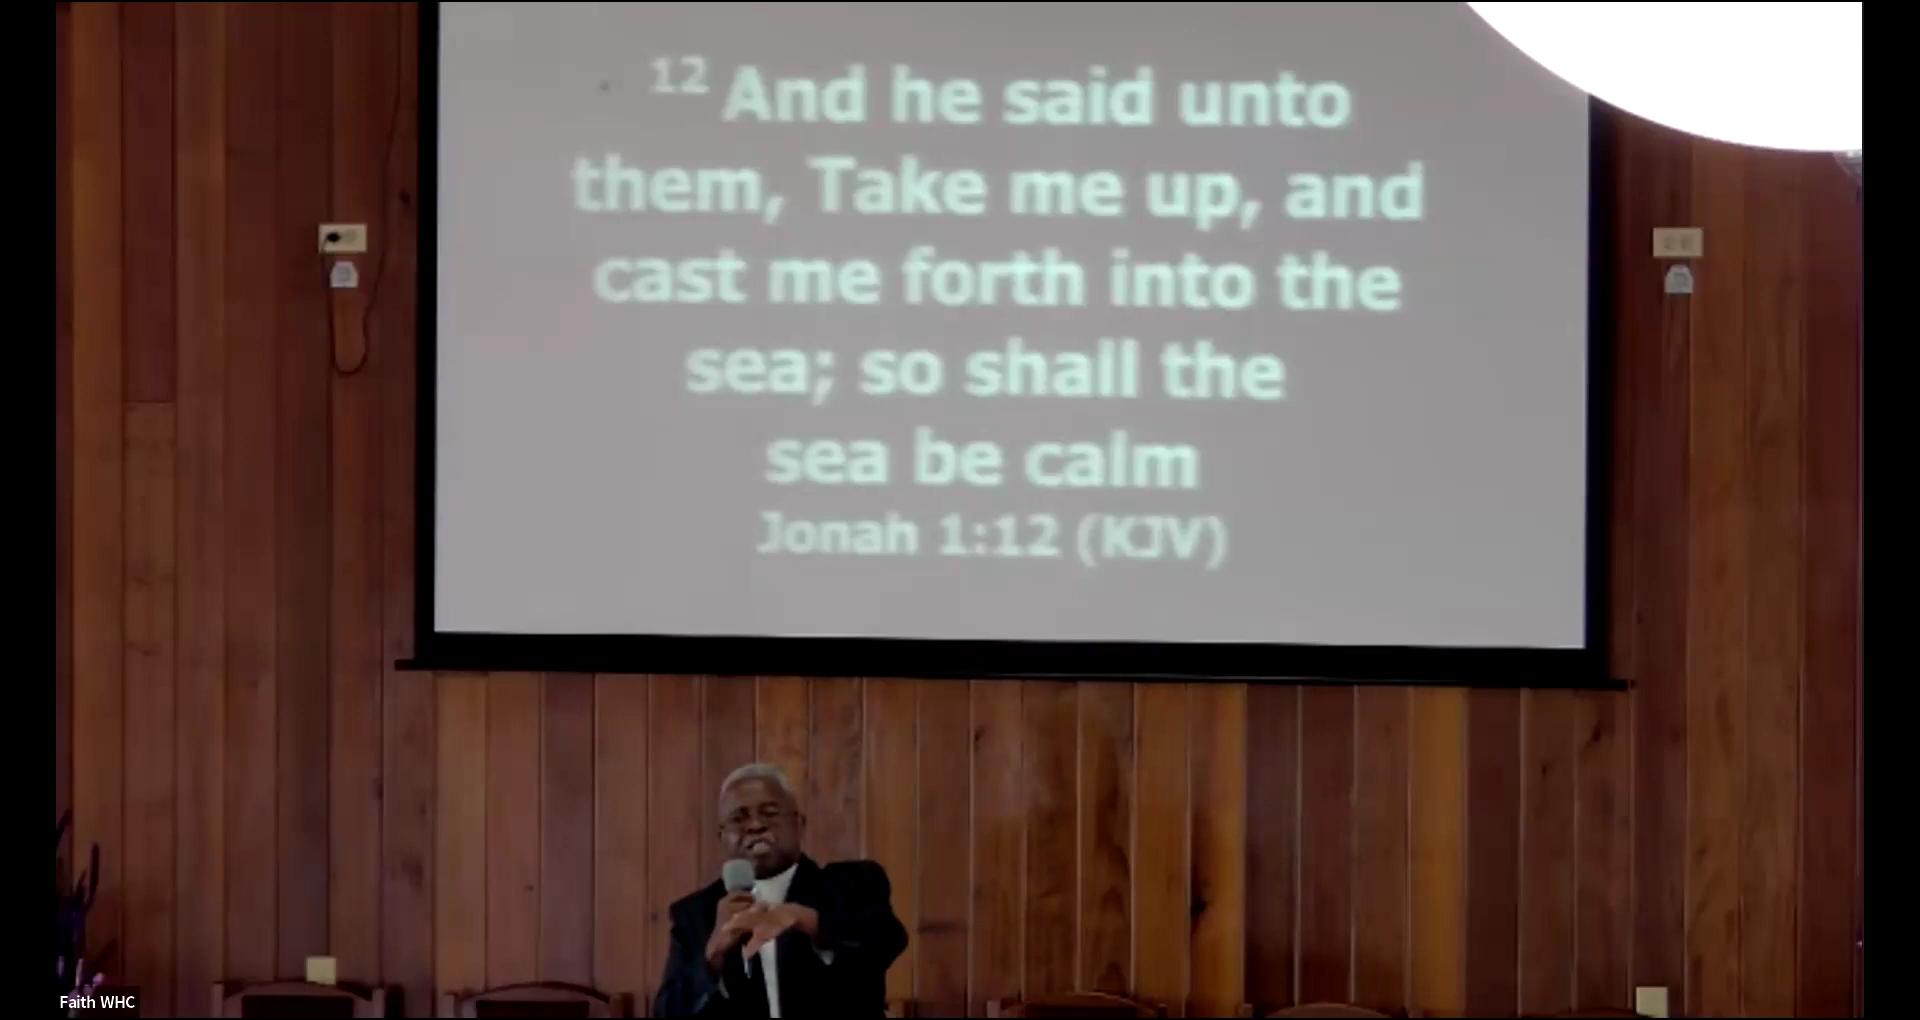 12 And he said unto
them, Take me up, and
cast me forth into the
sea; so shall the
sea be calm
Jonah 1:12 (KJV)
Faith WHC